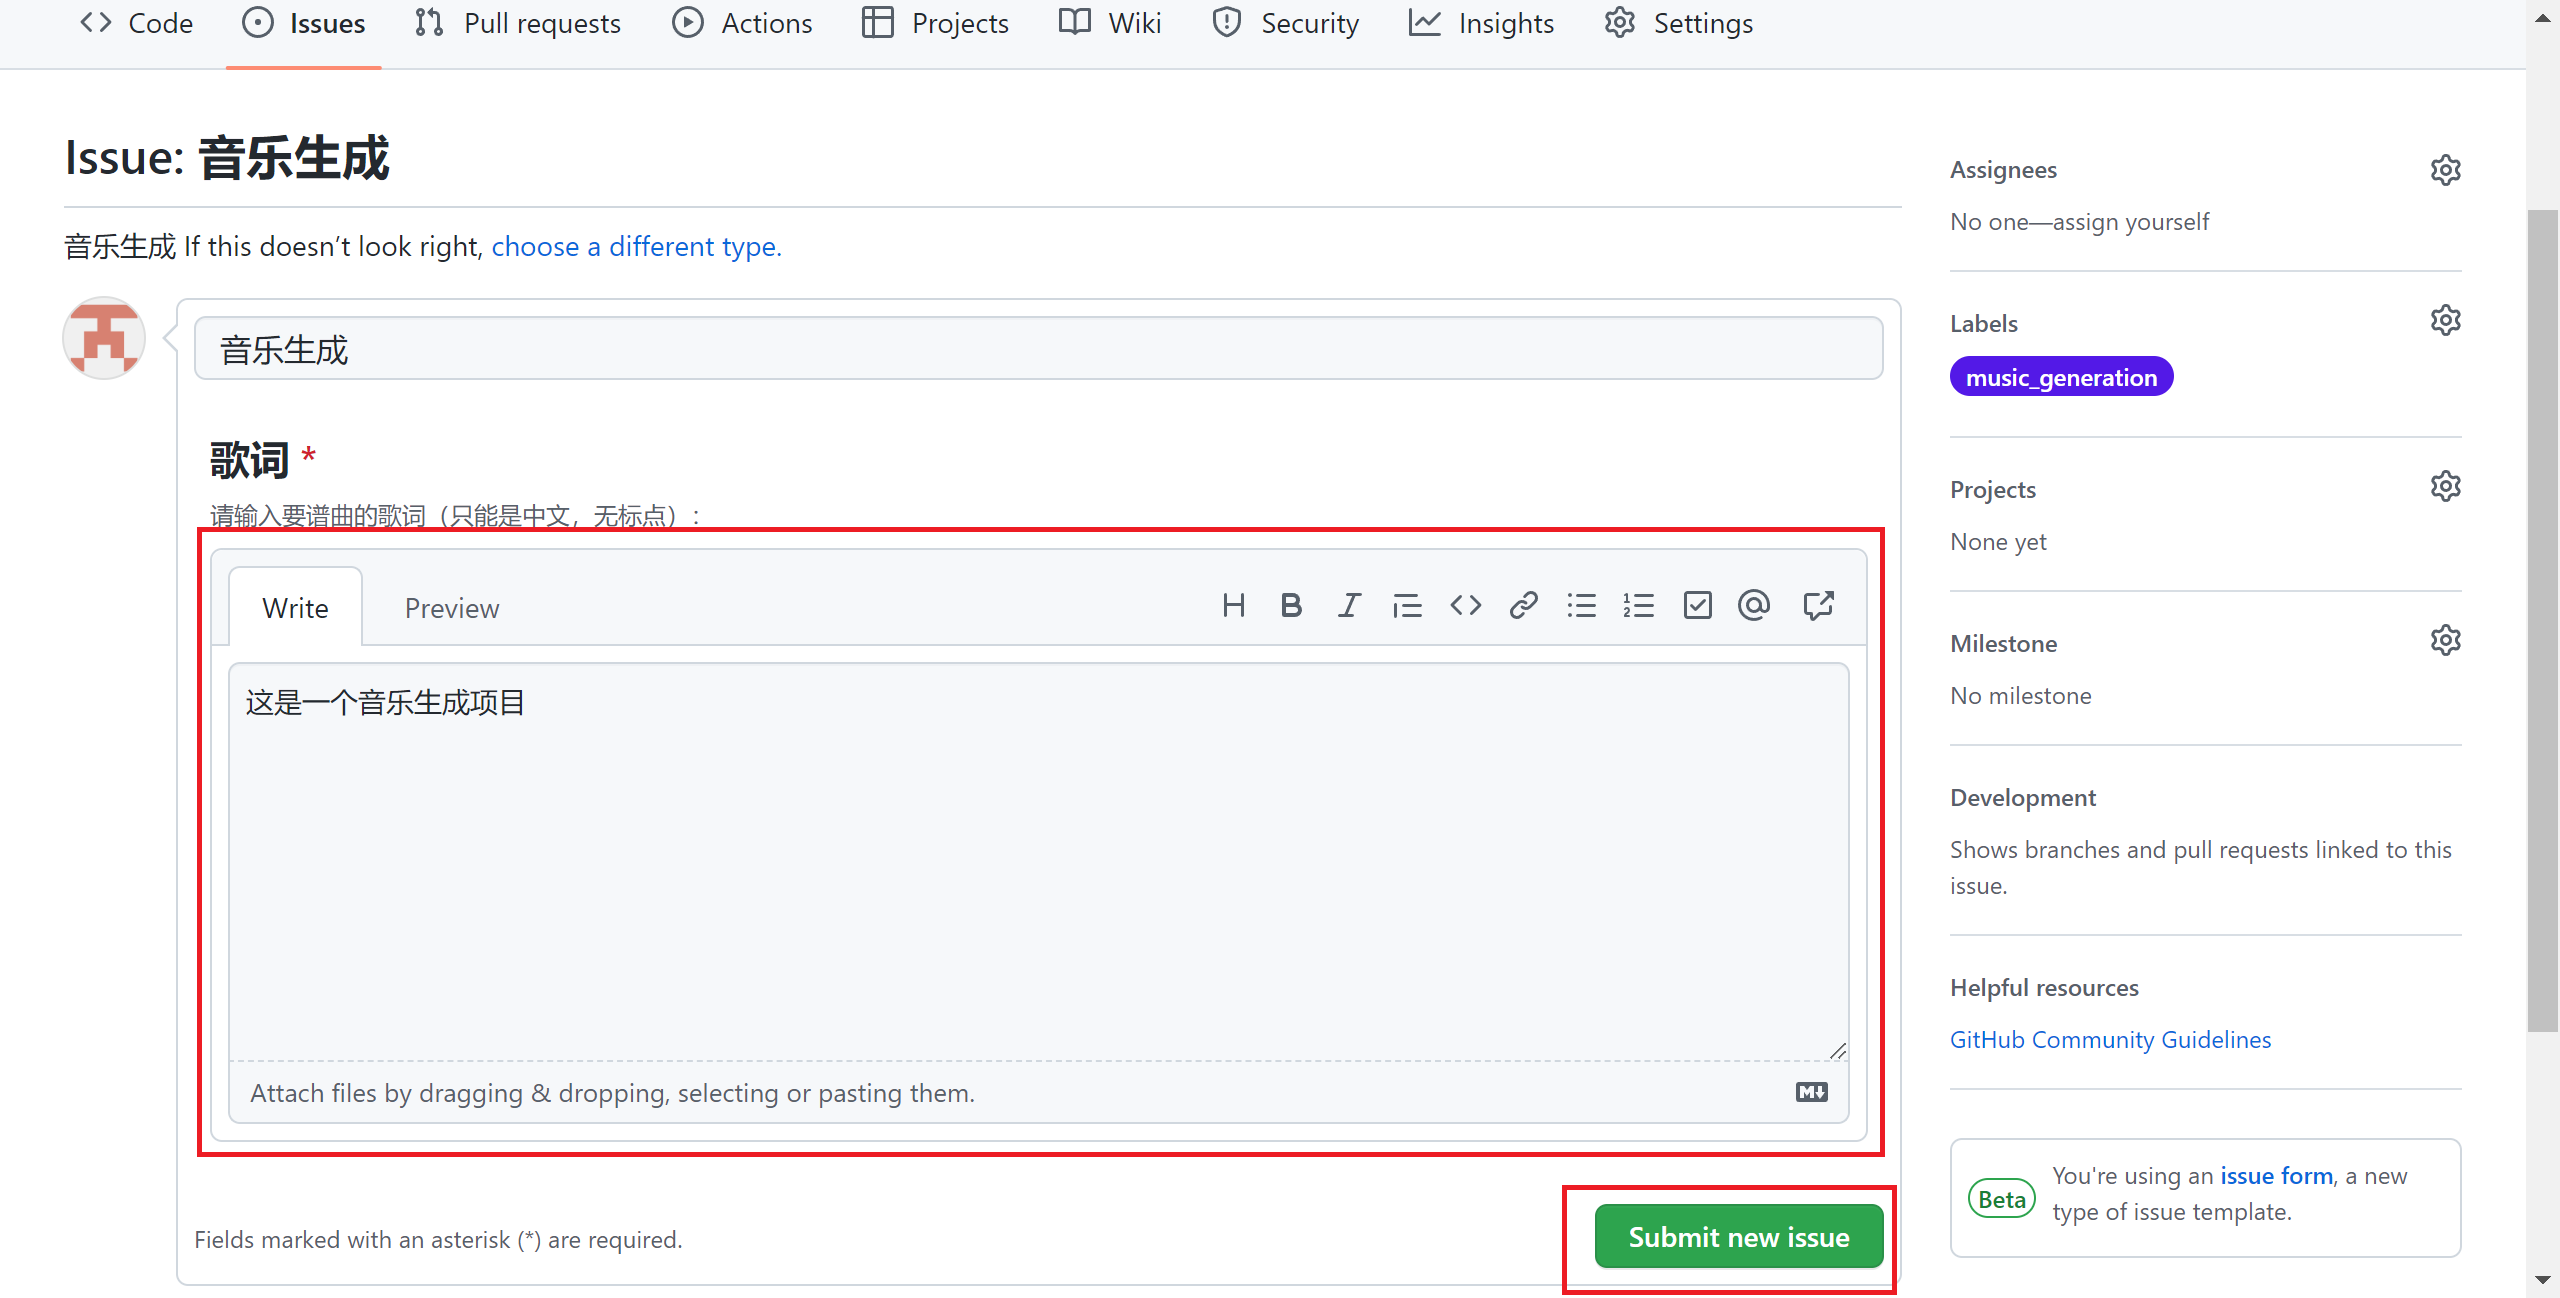 Code Issues Pull requests Actions Projects Wiki Security Insights Settings
Issue: 音乐生成
音乐生成 If this doesn’t look right, choose a different type.
音乐生成
歌词 *
请输入要谱曲的歌词（只能是中文，无标点）：
Write Preview
这是一个音乐生成项目
Attach files by dragging & dropping, selecting or pasting them.
Fields marked with an asterisk (*) are required.
Submit new issue
Assignees
No one—assign yourself
Labels
music_generation
Projects
None yet
Milestone
No milestone
Development
Shows branches and pull requests linked to this
issue.
Helpful resources
GitHub Community Guidelines
Beta
You're using an issue form, a new
type of issue template.